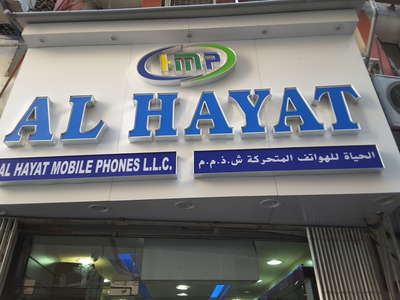 HMP
AL HAYAT
AL HAYAT MOBILE PHONES L.L.C.
الحياة للهواتف المتحركة ش.ذ.م.م